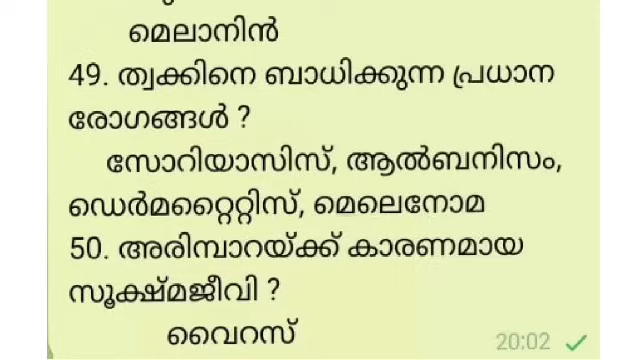 മെലാനിൻ
49. ത്വക്കിനെ ബാധിക്കുന്ന പ്രധാന
രോഗങ്ങൾ ?
സോറിയാസിസ്, ആൽബനിസം,
ഡെർമറ്റൈറ്റിസ്, മെലെനോമ
50. അരിമ്പാറയ്ക്ക് കാരണമായ
സൂക്ഷ്മജീവി ?
വൈറസ്
20:02